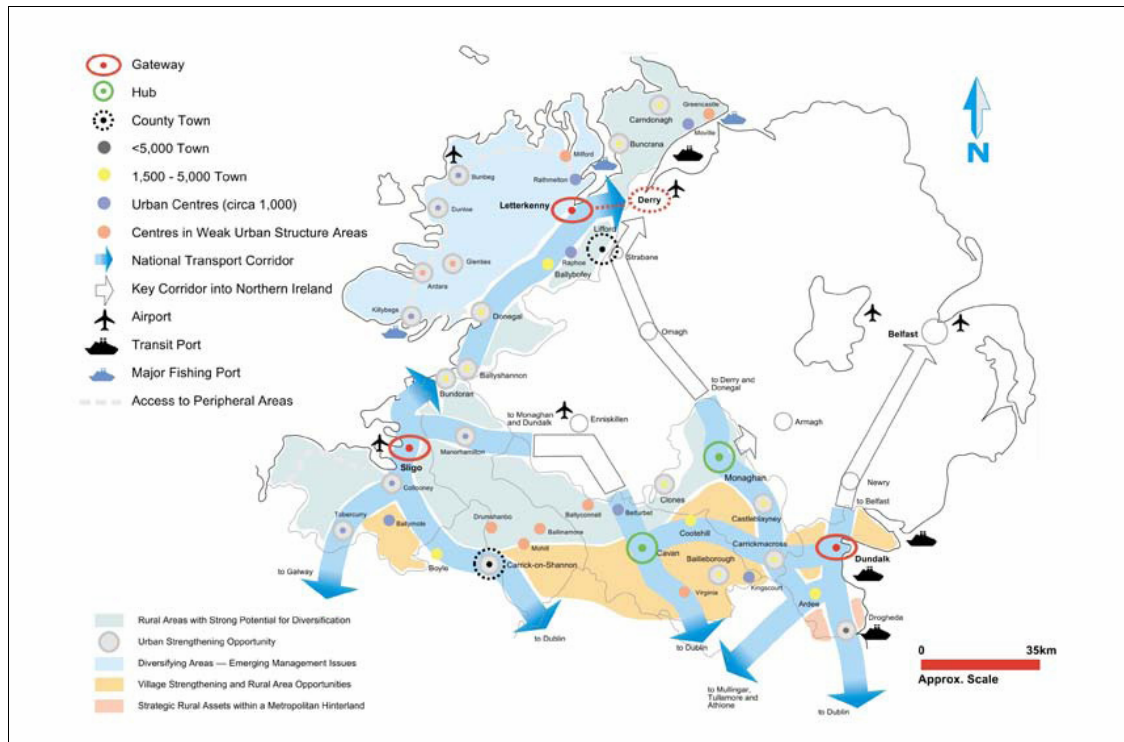 Gateway
Hub
County Town
<5,000 Town
1,500 - 5,000 Town
Urban Centres (circa 1,000)
Centres in Weak Urban Structure Areas
National Transport Corridor
Key Corridor into Northern Ireland
Airport
Transit Port
Major Fishing Port
Access to Peripheral Areas
N
Greencastle
Carndonagh
Moville
Buncrana
Milford
Rathmelton
Bunbeg
Letterkenny
Derry
Dungloe
Lifford
Strabane
Raphoe
Ballybofey
Glenties
Ardara
Killybegs
Donegal
Omagh
Belfast
Ballyshannon
Bundoran
to Derry and
Donegal
to Monaghan
and Dundalk
Enniskillen
Armagh
Manorhamilton
Sligo
Monaghan
Collooney
Clones
Newry
to Belfast
Tobercurry
Ballymote
Drumshanbo
Ballyconnell
Belturbet
Castleblayney
Ballinamore
Cootehill
Carrickmacross
Mohill
Cavan
Dundalk
Boyle
Carrick-on-Shannon
Bailieborough
Kingscourt
to Galway
Virginia
Ardee
Drogheda
to Dublin
to Dublin
to Mullingar,
Tullamore and
Athlone
to Dublin
Rural Areas with Strong Potential for Diversification
Urban Strengthening Opportunity
Diversifying Areas — Emerging Management Issues
Village Strengthening and Rural Area Opportunities
Strategic Rural Assets within a Metropolitan Hinterland
0 35km
Approx. Scale